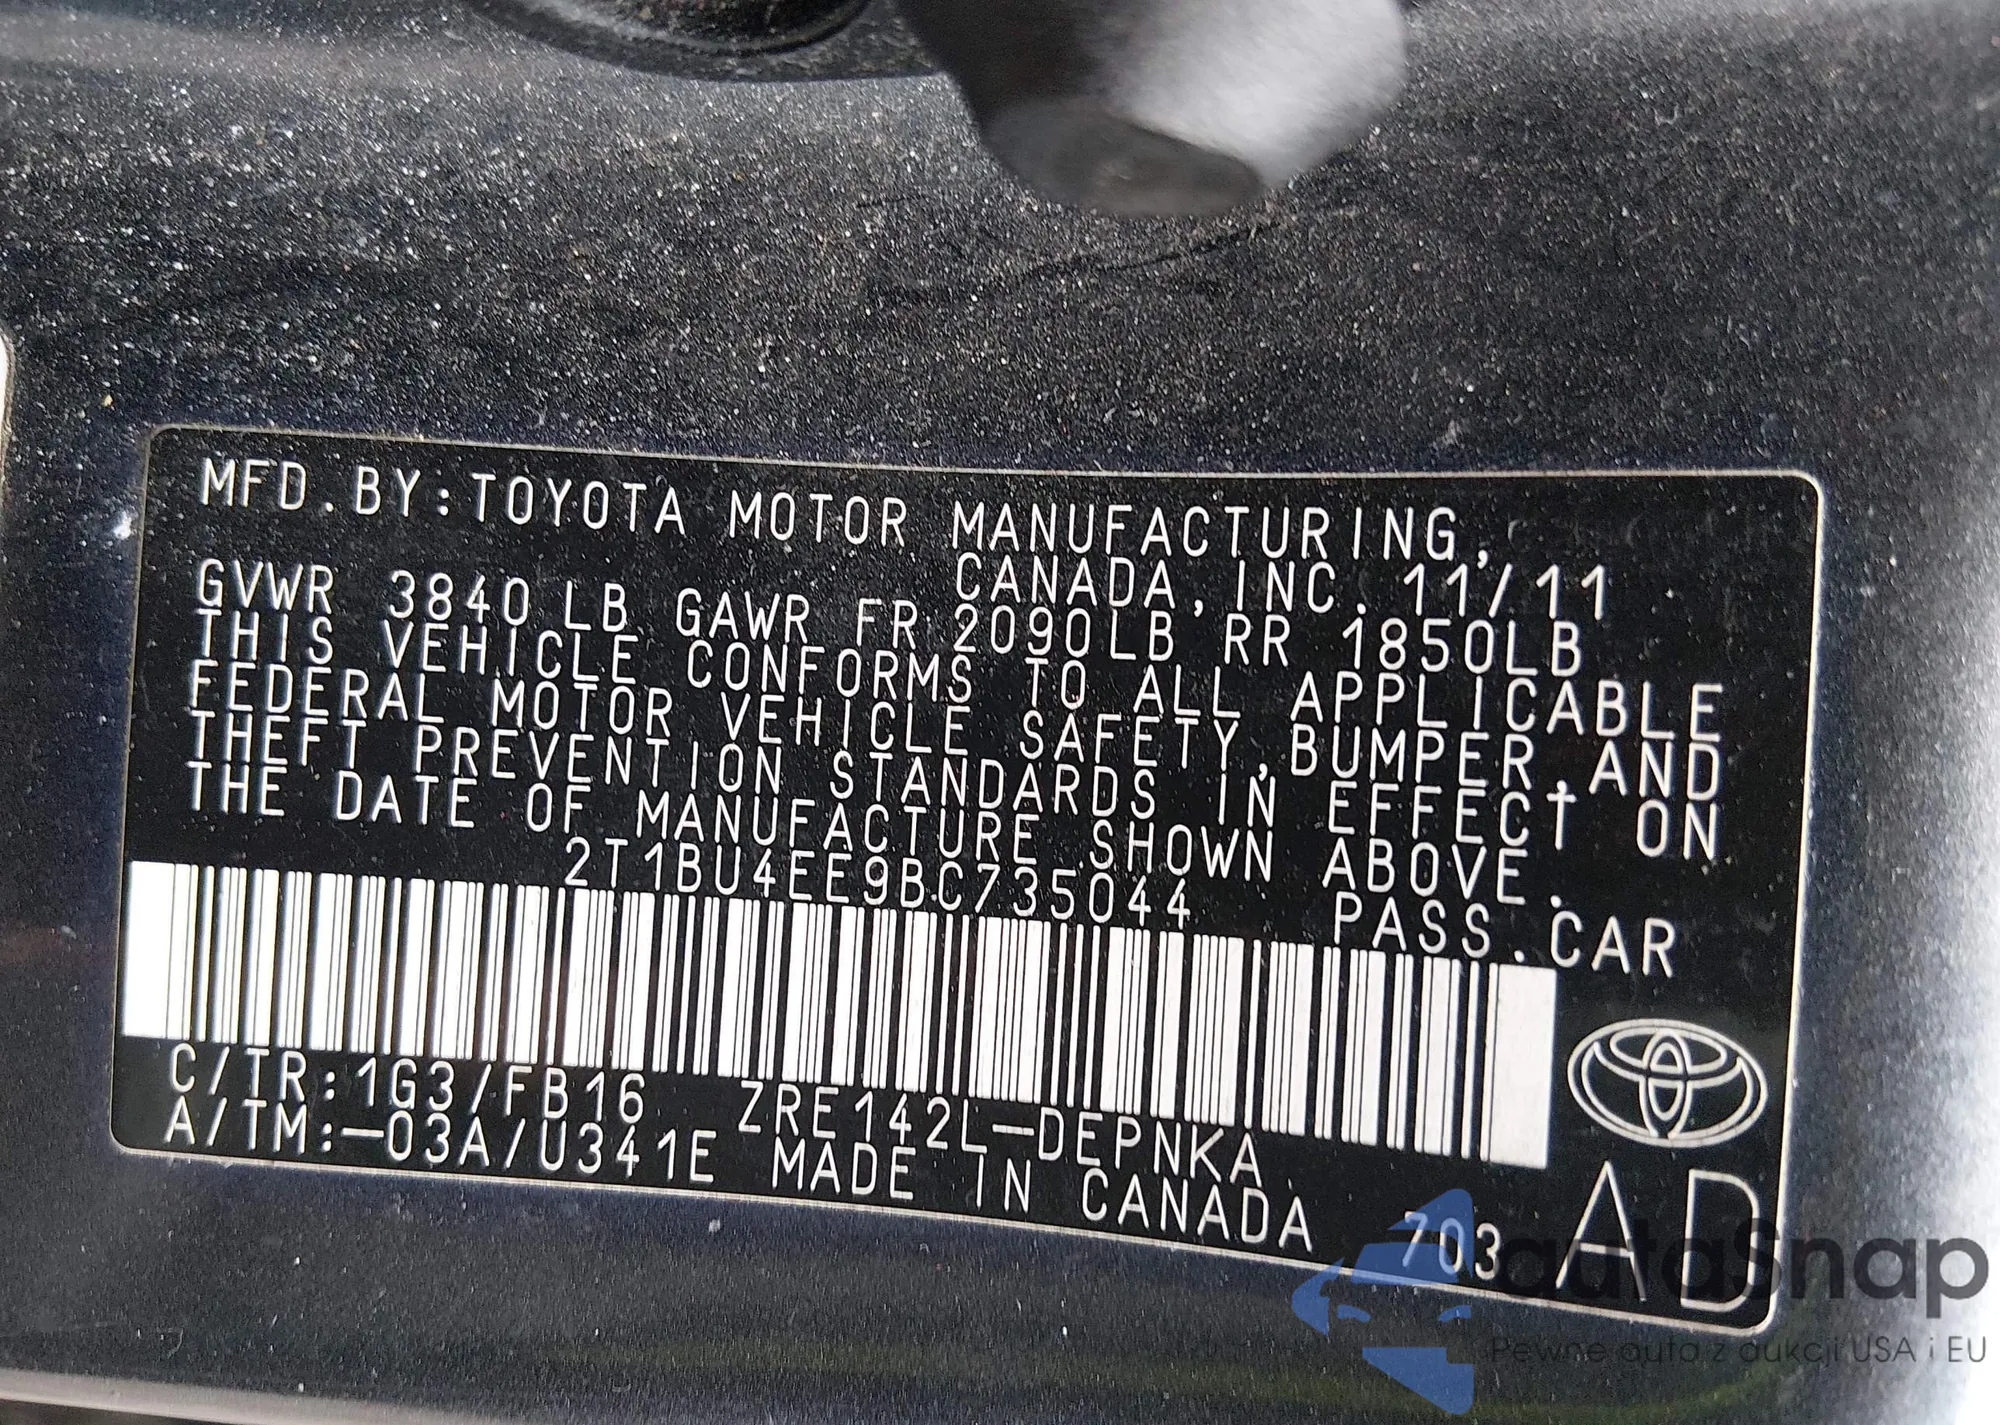 MFD.BY:TOYOTA MOTOR MANUFACTURING,
CANADA,INC. 11/11
GVWR 3840LB GAWR FR 2090LB RR 1850LB
THIS VEHICLE CONFORMS TO ALL APPLICABLE
FEDERAL MOTOR VEHICLE SAFETY,BUMPER,AND
THEFT PREVENTION STANDARDS IN EFFECT ON
THE DATE OF MANUFACTURE SHOWN ABOVE.
2T1BU4EE9BC735044 PASS.CAR
C/TR:1G3/FB16 ZRE142L-DEPNKA
A/TM:-03A/U341E MADE IN CANADA 703 AD
autaSnap
Pewne auto z aukcji USA i EU